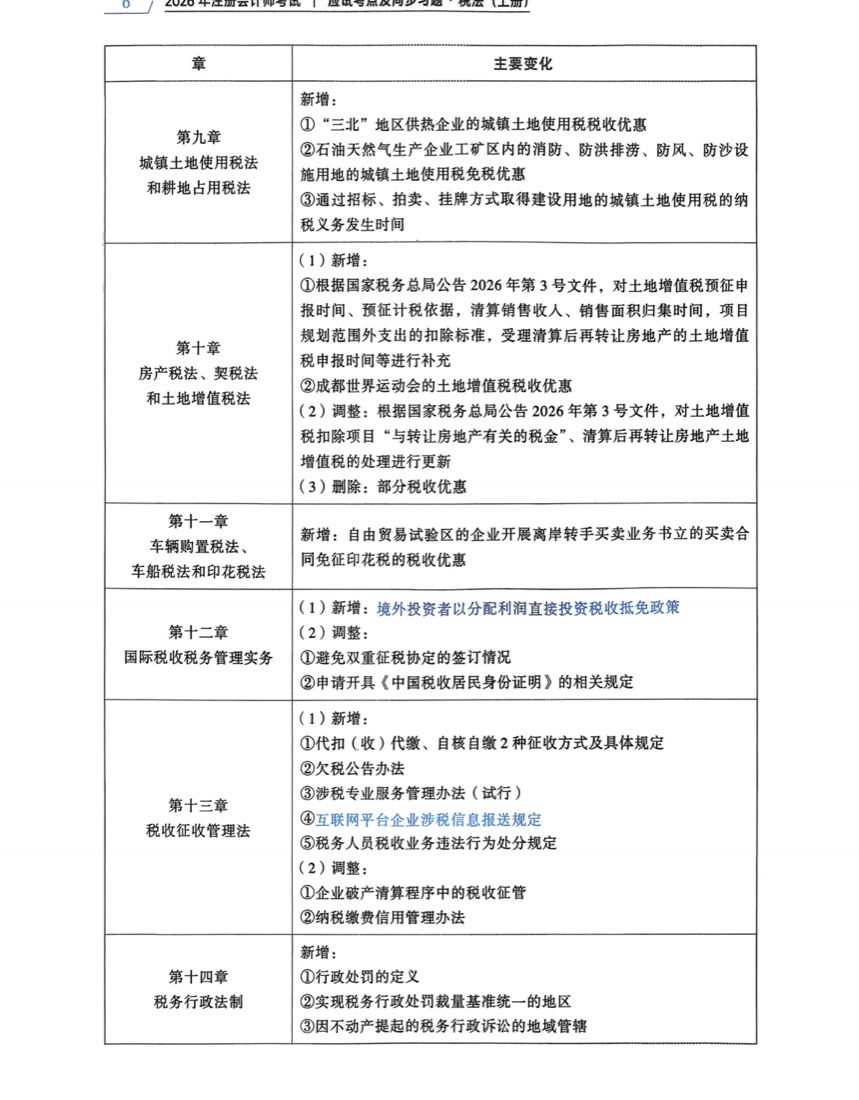 6 2026 年注册会计师考试 | 应试考点及同步习题·税法（上册）
章
主要变化
第九章
城镇土地使用税法
和耕地占用税法
新增：
①“三北”地区供热企业的城镇土地使用税税收优惠
②石油天然气生产企业工矿区内的消防、防洪排涝、防风、防沙设
施用地的城镇土地使用税免税优惠
③通过招标、拍卖、挂牌方式取得建设用地的城镇土地使用税的纳
税义务发生时间
第十章
房产税法、契税法
和土地增值税法
（1）新增：
①根据国家税务总局公告 2026 年第 3 号文件，对土地增值税预征申
报时间、预征计税依据，清算销售收入、销售面积归集时间，项目
规划范围外支出的扣除标准，受理清算后再转让房地产的土地增值
税申报时间等进行补充
②成都世界运动会的土地增值税税收优惠
（2）调整：根据国家税务总局公告 2026 年第 3 号文件，对土地增值
税扣除项目“与转让房地产有关的税金”、清算后再转让房地产土地
增值税的处理进行更新
（3）删除：部分税收优惠
第十一章
车辆购置税法、
车船税法和印花税法
新增：自由贸易试验区的企业开展离岸转手买卖业务书立的买卖合
同免征印花税的税收优惠
第十二章
国际税收税务管理实务
（1）新增：境外投资者以分配利润直接投资税收抵免政策
（2）调整：
①避免双重征税协定的签订情况
②申请开具《中国税收居民身份证明》的相关规定
第十三章
税收征收管理法
（1）新增：
①代扣（收）代缴、自核自缴 2 种征收方式及具体规定
②欠税公告办法
③涉税专业服务管理办法（试行）
④互联网平台企业涉税信息报送规定
⑤税务人员税收业务违法行为处分规定
（2）调整：
①企业破产清算程序中的税收征管
②纳税缴费信用管理办法
第十四章
税务行政法制
新增：
①行政处罚的定义
②实现税务行政处罚裁量基准统一的地区
③因不动产提起的税务行政诉讼的地域管辖